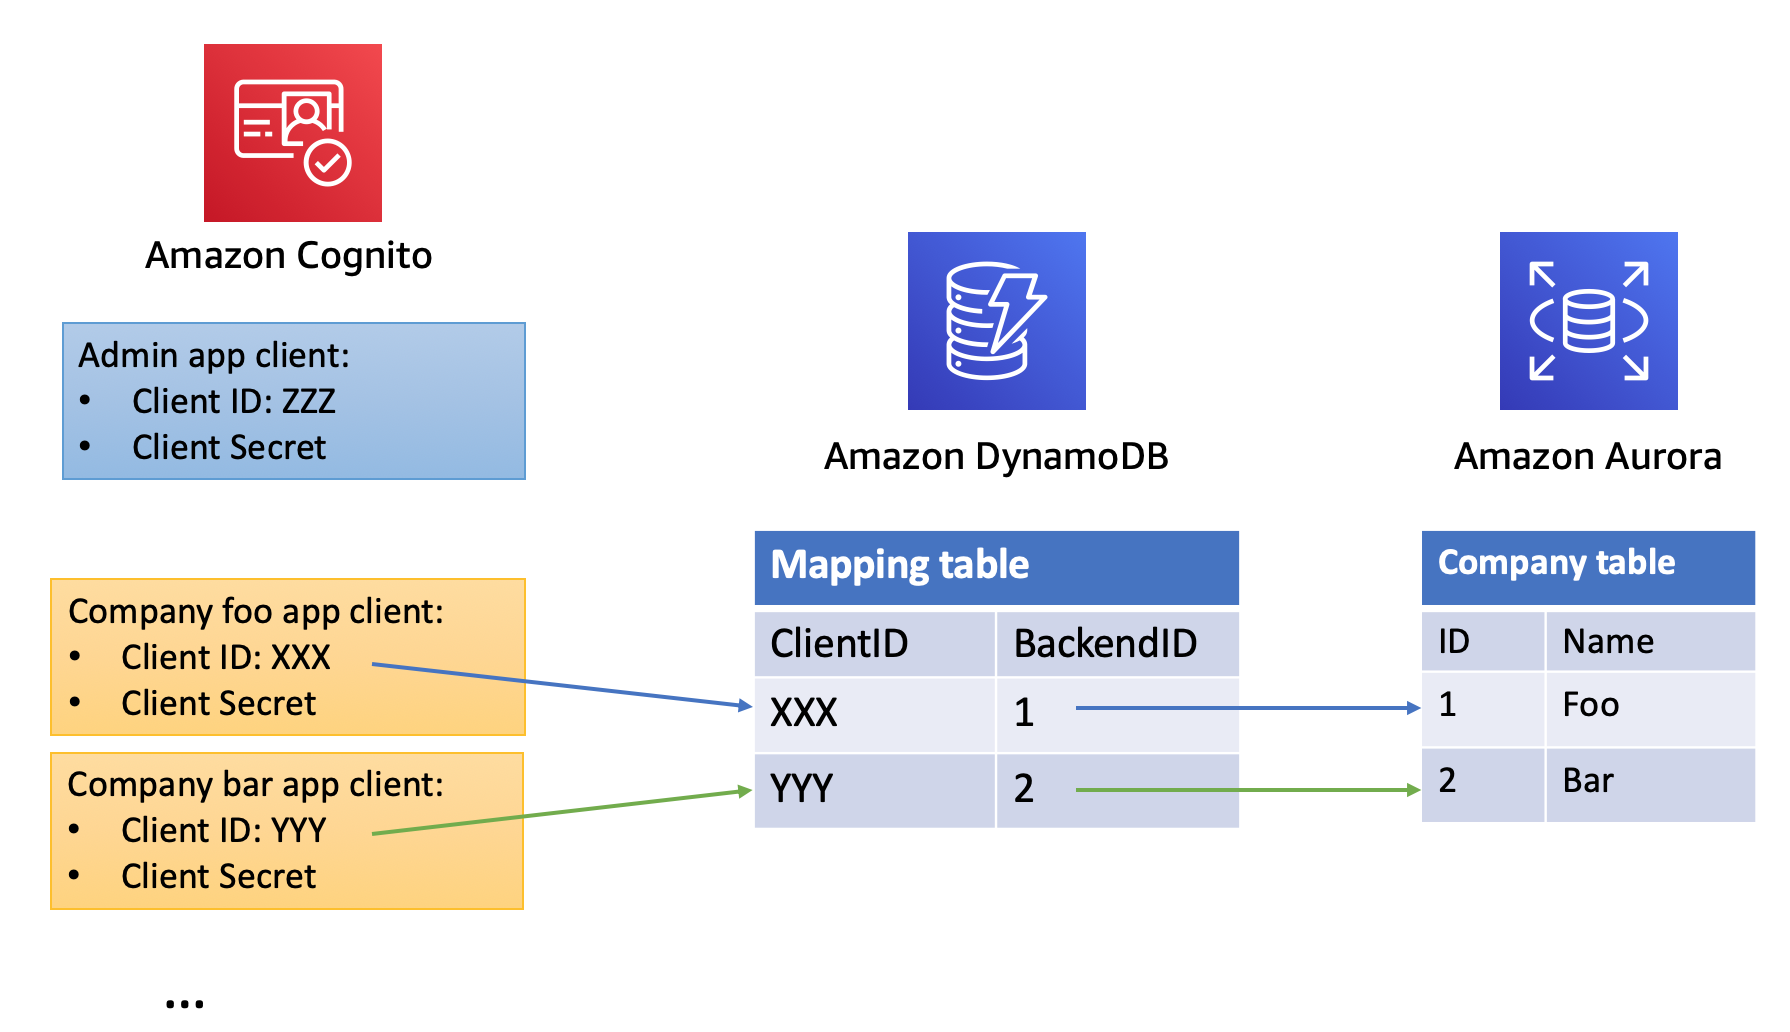 Amazon Cognito
Admin app client:
• Client ID: ZZZ
• Client Secret
Company foo app client:
• Client ID: XXX
• Client Secret
Company bar app client:
• Client ID: YYY
• Client Secret
...
Amazon DynamoDB
Mapping table
ClientID BackendID
XXX 1
YYY 2
Amazon Aurora
Company table
ID Name
1 Foo
2 Bar